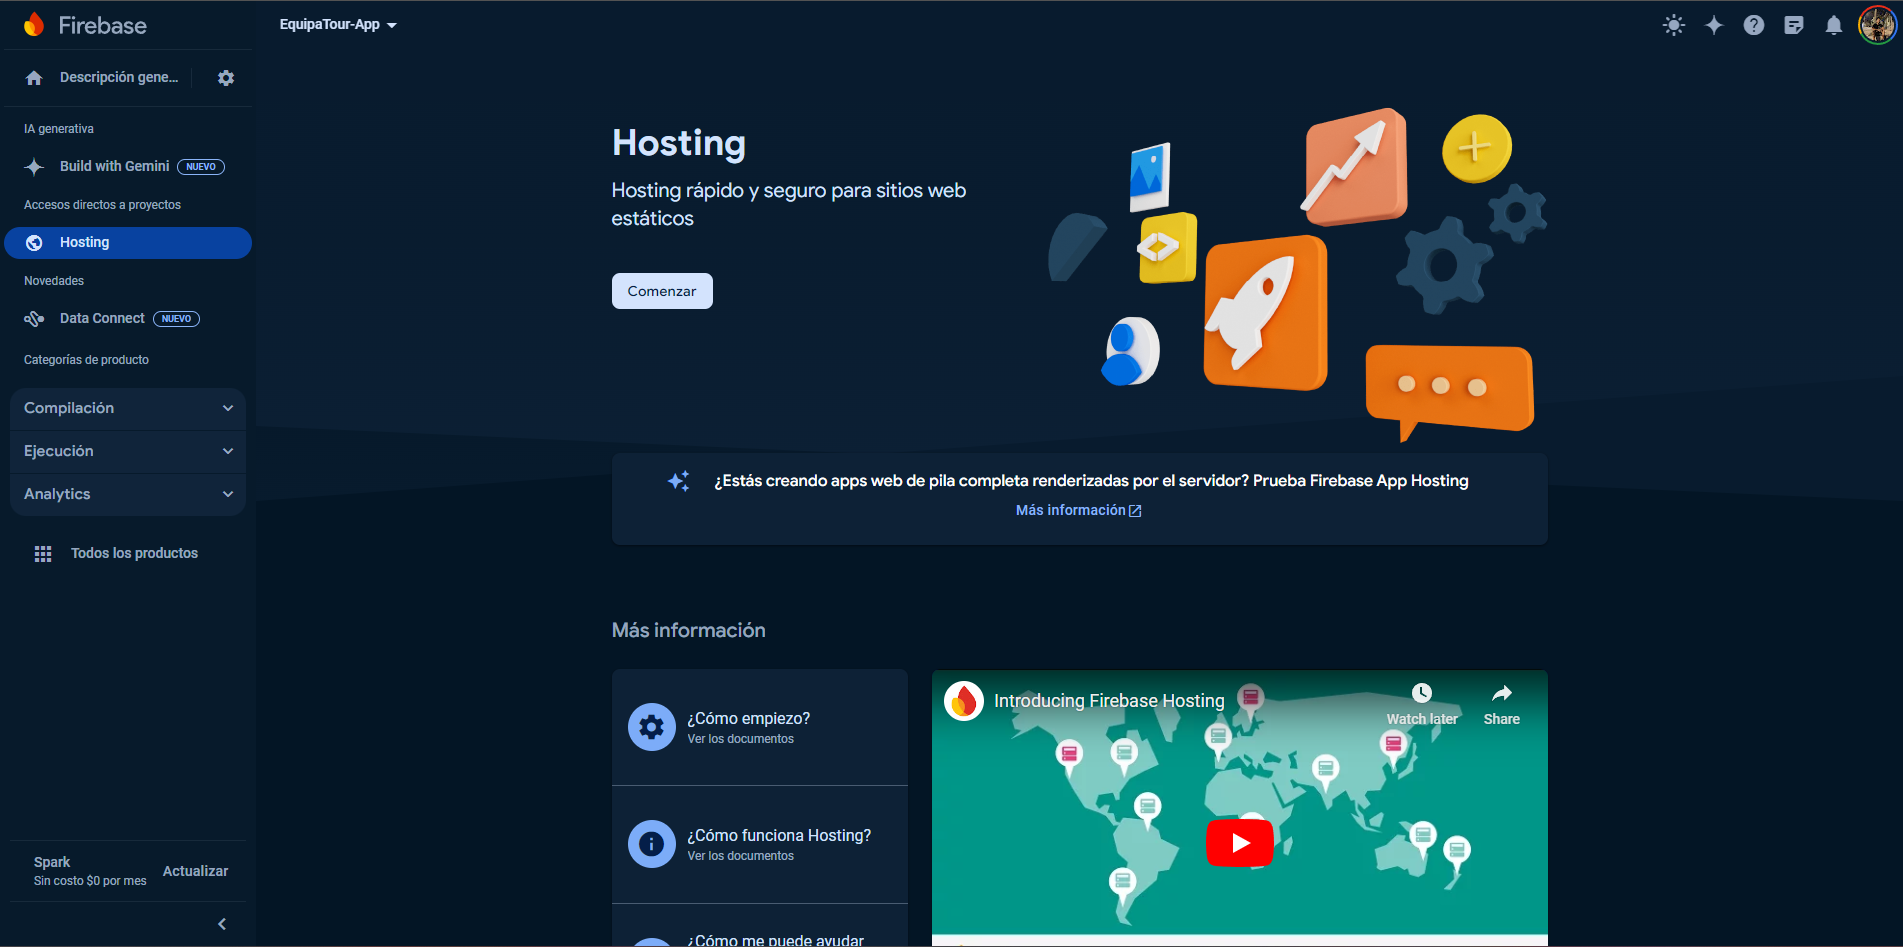 Firebase
EquipaTour-App
Descripción gene...
IA generativa
Build with Gemini NUEVO
Accesos directos a proyectos
Hosting
Novedades
Data Connect NUEVO
Categorías de producto
Compilación
Ejecución
Analytics
Todos los productos
Spark
Sin costo $0 por mes
Actualizar
Hosting
Hosting rápido y seguro para sitios web
estáticos
Comenzar
¿Estás creando apps web de pila completa renderizadas por el servidor? Prueba Firebase App Hosting
Más información
Más información
¿Cómo empiezo?
Ver los documentos
¿Cómo funciona Hosting?
Ver los documentos
¿Cómo me puede ayudar
Introducing Firebase Hosting
Watch later
Share